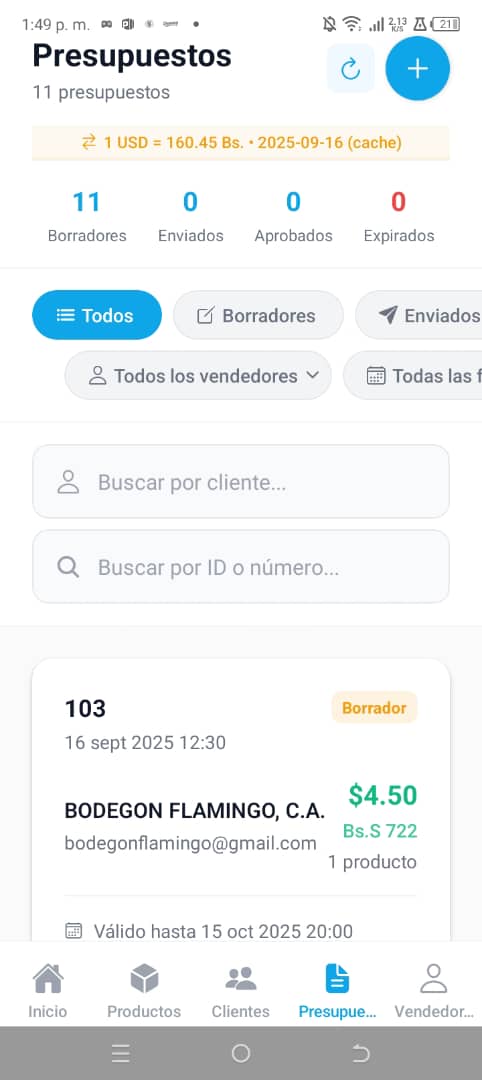 1:49 p. m.
2,13
K/S
21
Presupuestos
11 presupuestos
1 USD = 160.45 Bs. • 2025-09-16 (cache)
11 0 0 0
Borradores Enviados Aprobados Expirados
Todos Borradores Enviados
Todos los vendedores Todas las f
Buscar por cliente...
Buscar por ID o número...
103 Borrador
16 sept 2025 12:30
$4.50
BODEGON FLAMINGO, C.A.
Bs.S 722
bodegonflamingo@gmail.com
1 producto
Válido hasta 15 oct 2025 20:00
Inicio Productos Clientes Presupue... Vendedor...